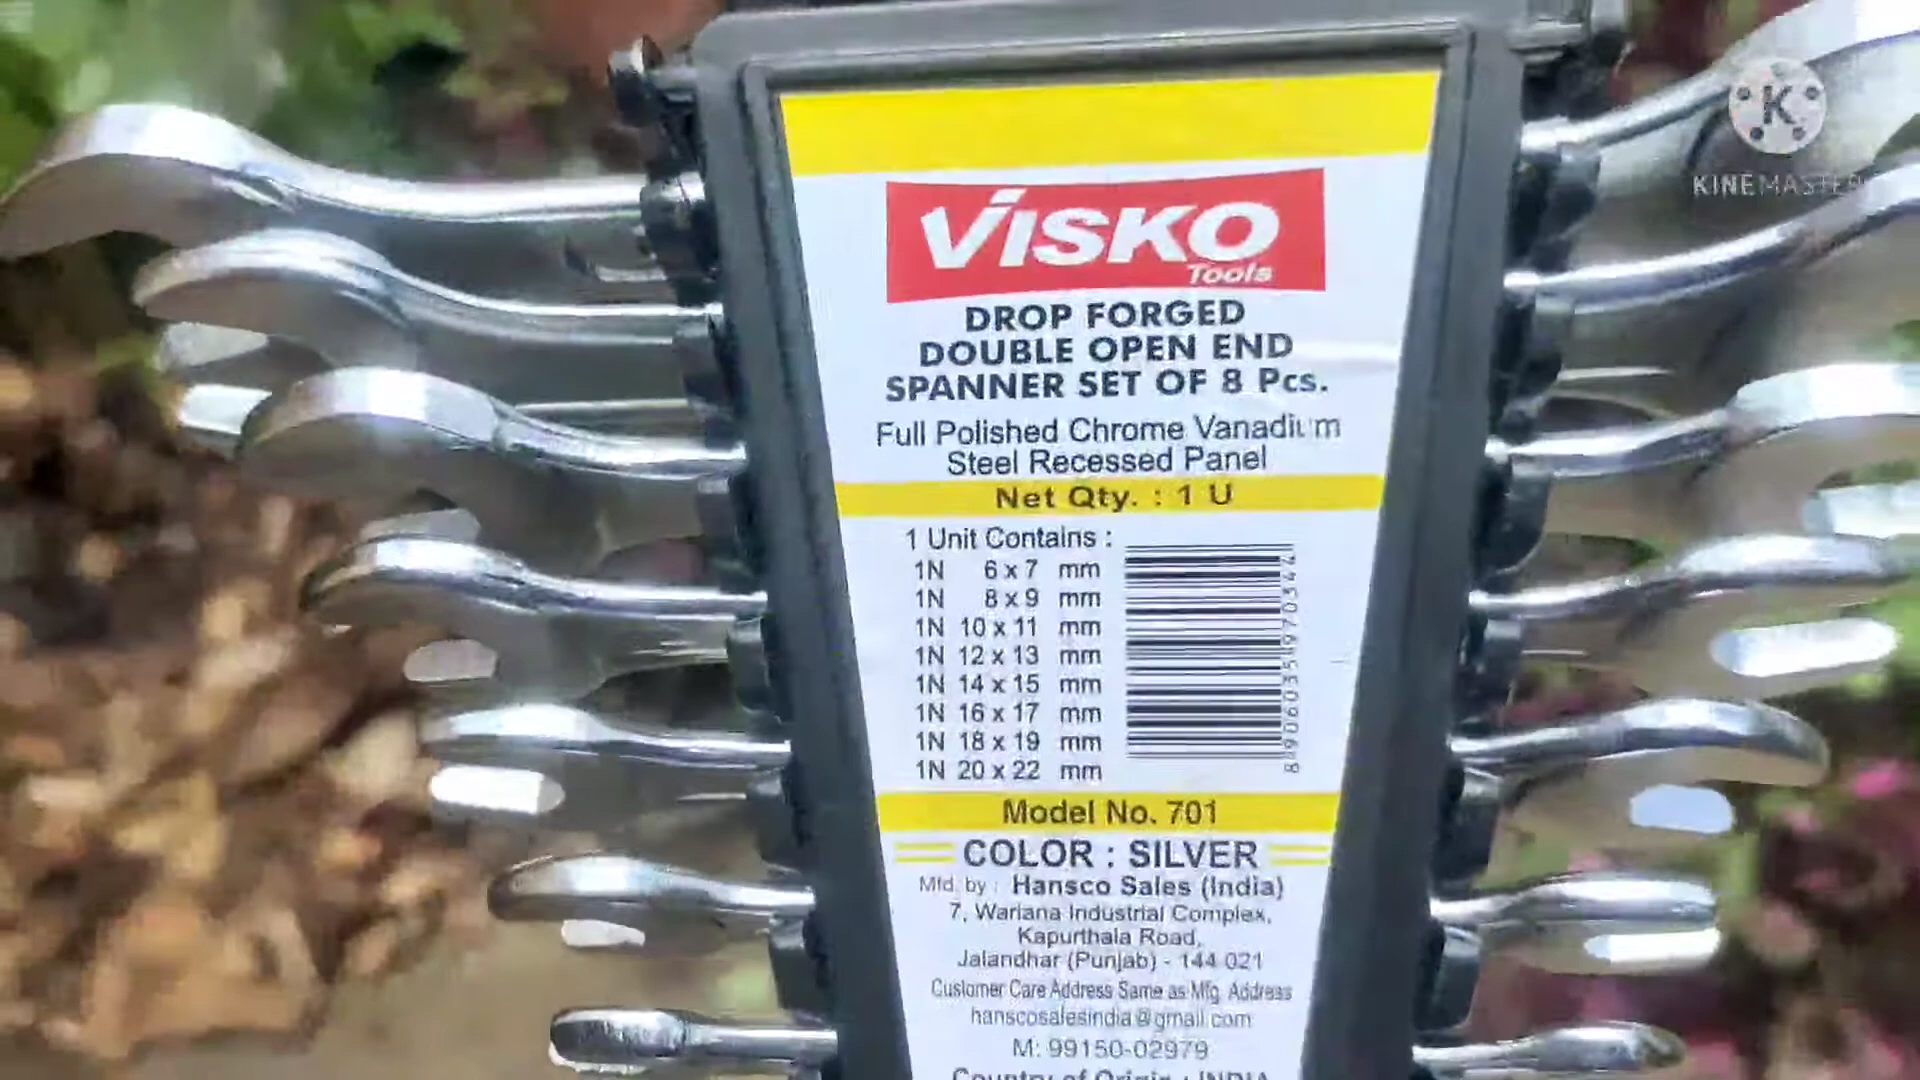 K
KINEMASTER
VISKO
Tools
DROP FORGED
DOUBLE OPEN END
SPANNER SET OF 8 Pcs.
Full Polished Chrome Vanadium
Steel Recessed Panel
Net Qty. : 1 U
1 Unit Contains :
1N 6 x 7 mm
1N 8 x 9 mm
1N 10 x 11 mm
1N 12 x 13 mm
1N 14 x 15 mm
1N 16 x 17 mm
1N 18 x 19 mm
1N 20 x 22 mm
Model No. 701
COLOR : SILVER
Mfd. by : Hansco Sales (India)
7, Wariana Industrial Complex,
Kapurthala Road,
Jalandhar (Punjab) - 144 021
Customer Care Address Same as Mfg. Address
hanscosalesindia@gmail.com
M: 99150-02979
Country of Origin : INDIA